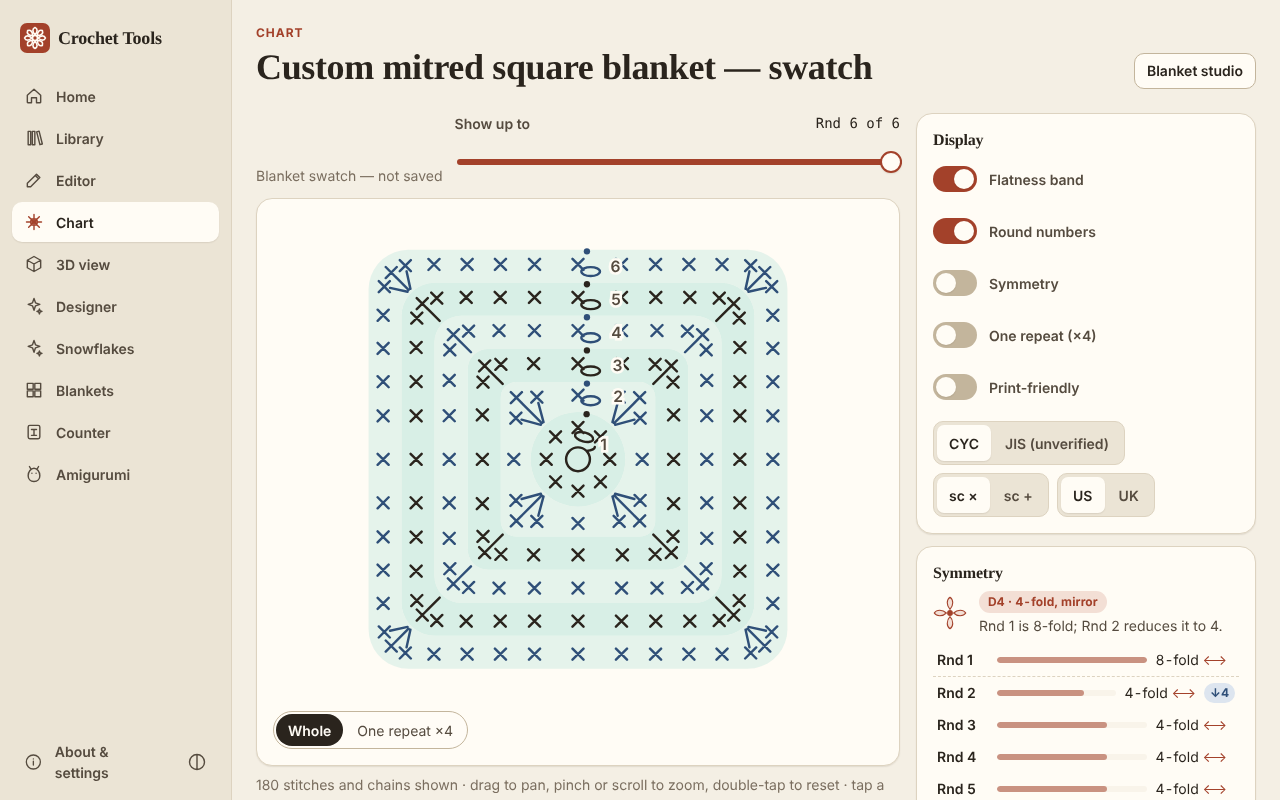 Crochet Tools
Home
Library
Editor
Chart
3D view
Designer
Snowflakes
Blankets
Counter
Amigurumi
About &
settings
CHART
Custom mitred square blanket — swatch
Blanket studio
Show up to
Rnd 6 of 6
Blanket swatch — not saved
6
5
4
3
2
1
Whole
One repeat ×4
180 stitches and chains shown · drag to pan, pinch or scroll to zoom, double-tap to reset · tap a
Display
Flatness band
Round numbers
Symmetry
One repeat (×4)
Print-friendly
CYC
JIS (unverified)
sc ×
sc +
US
UK
Symmetry
D4 · 4-fold, mirror
Rnd 1 is 8-fold; Rnd 2 reduces it to 4.
Rnd 1 8-fold ↔
Rnd 2 4-fold ↔ ↓4
Rnd 3 4-fold ↔
Rnd 4 4-fold ↔
Rnd 5 4-fold ↔